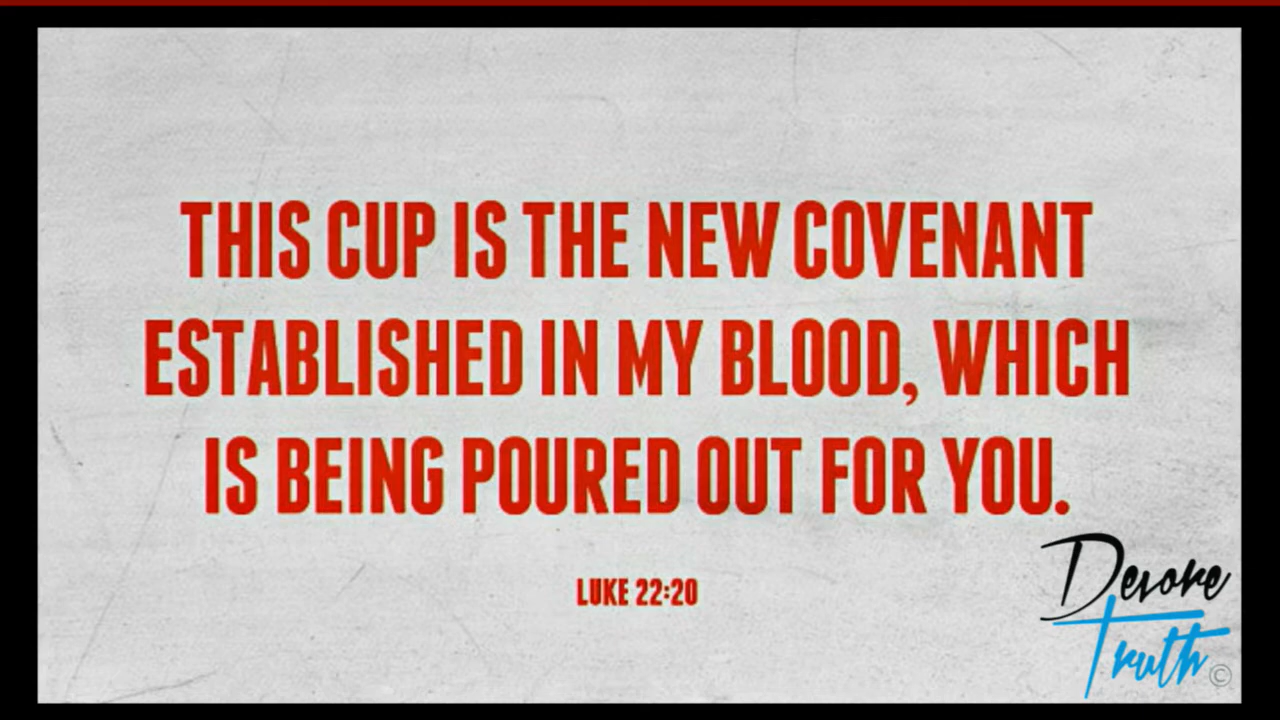 THIS CUP IS THE NEW COVENANT
ESTABLISHED IN MY BLOOD, WHICH
IS BEING POURED OUT FOR YOU.
LUKE 22:20
Devore
Truth ©